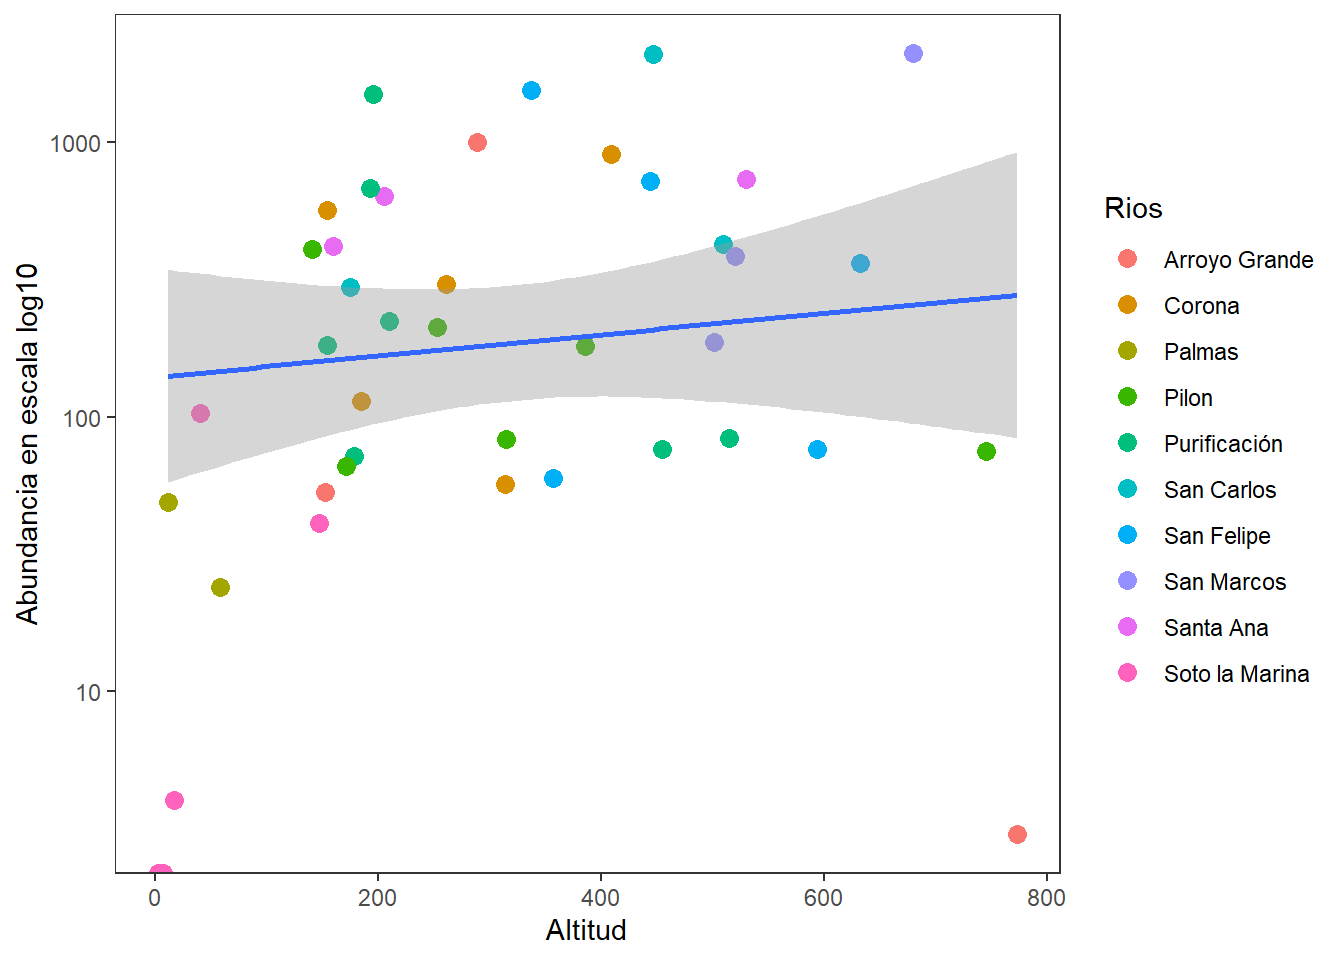 Abundancia en escala log10
1000
100
10
0
200
400
600
800
Altitud
Rios
Arroyo Grande
Corona
Palmas
Pilon
Purificación
San Carlos
San Felipe
San Marcos
Santa Ana
Soto la Marina